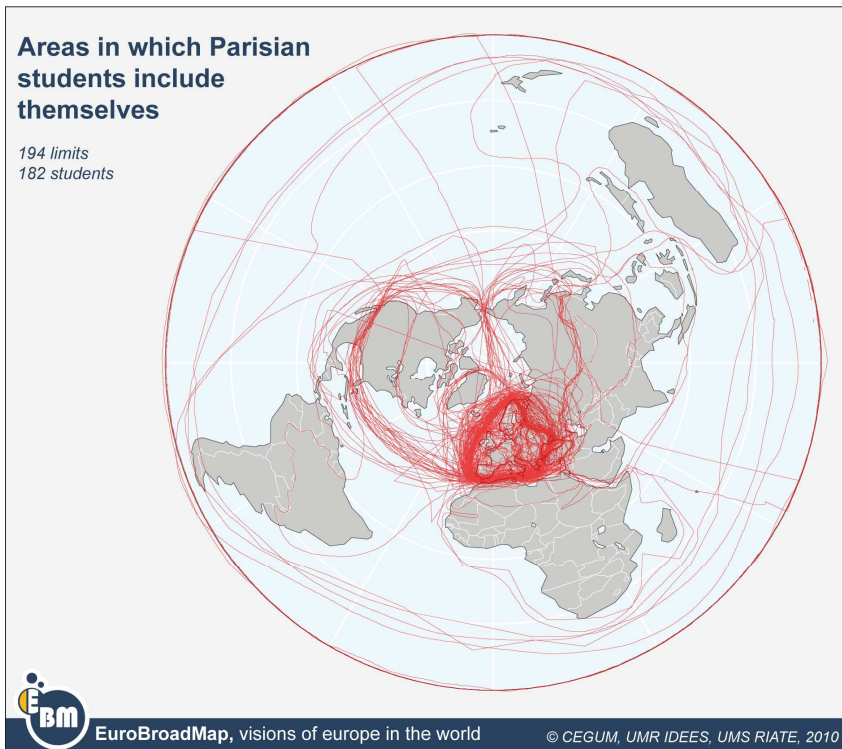 Areas in which Parisian
students include
themselves
194 limits
182 students
EBM
EuroBroadMap, visions of europe in the world
© CEGUM, UMR IDEES, UMS RIATE, 2010